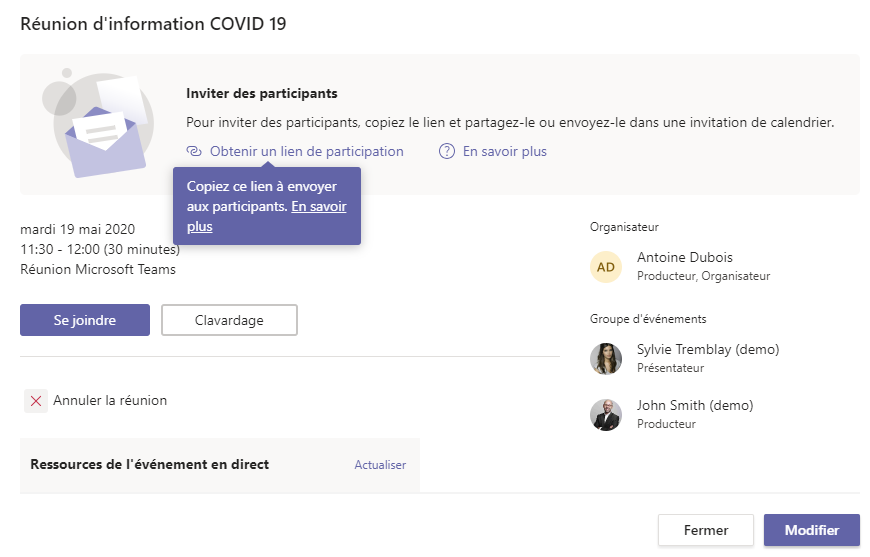 Réunion d'information COVID 19
Inviter des participants
Pour inviter des participants, copiez le lien et partagez-le ou envoyez-le dans une invitation de calendrier.
Obtenir un lien de participation
? En savoir plus
Copiez ce lien à envoyer
aux participants. En savoir
plus
mardi 19 mai 2020
11:30 - 12:00 (30 minutes)
Réunion Microsoft Teams
Se joindre
Clavardage
Annuler la réunion
Ressources de l'événement en direct
Actualiser
Organisateur
AD
Antoine Dubois
Producteur, Organisateur
Groupe d'événements
Sylvie Tremblay (demo)
Présentateur
John Smith (demo)
Producteur
Fermer
Modifier